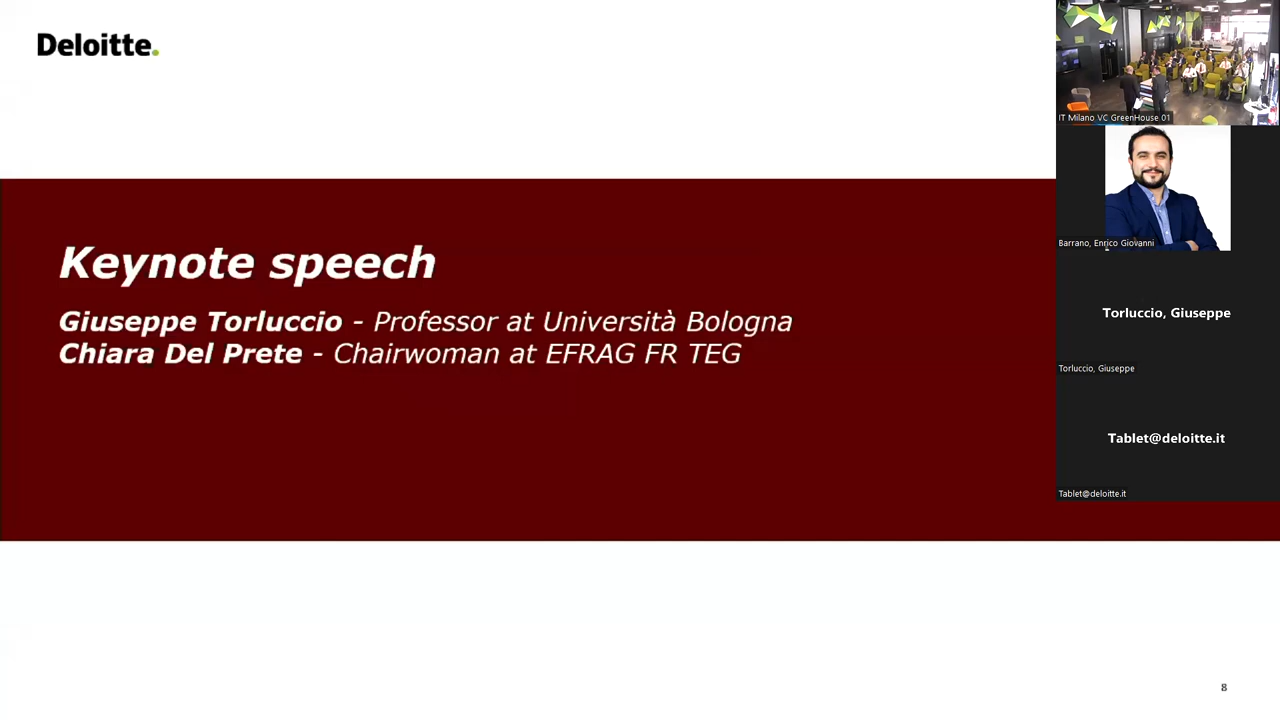 Deloitte.
Keynote speech
Giuseppe Torluccio - Professor at Università Bologna
Chiara Del Prete - Chairwoman at EFRAG FR TEG
8
IT Milano VC GreenHouse 01
Barrano, Enrico Giovanni
Torluccio, Giuseppe
Torluccio, Giuseppe
Tablet@deloitte.it
Tablet@deloitte.it